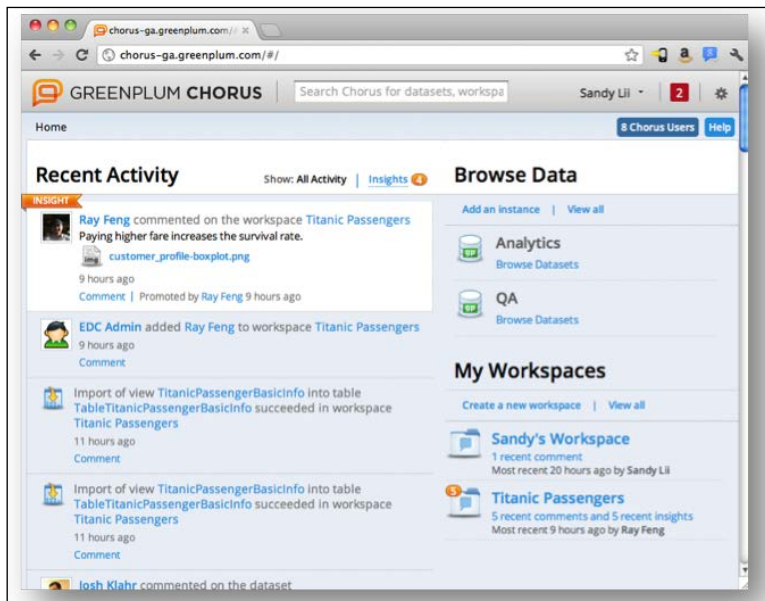 chorus-ga.greenplum.com//
chorus-ga.greenplum.com/#/
GREENPLUM CHORUS
Search Chorus for datasets, workspa
Sandy Lii
2
Home
8 Chorus Users
Help
Recent Activity
Show: All Activity | Insights 4
INSIGHT
Ray Feng commented on the workspace Titanic Passengers
Paying higher fare increases the survival rate.
img
customer_profile-boxplot.png
9 hours ago
Comment | Promoted by Ray Feng 9 hours ago
EDC Admin added Ray Feng to workspace Titanic Passengers
9 hours ago
Comment
Import of view TitanicPassengerBasicInfo into table
TableTitanicPassengerBasicInfo succeeded in workspace
Titanic Passengers
11 hours ago
Comment
Import of view TitanicPassengerBasicInfo into table
TableTitanicPassengerBasicInfo succeeded in workspace
Titanic Passengers
11 hours ago
Comment
Josh Klahr commented on the dataset
Browse Data
Add an instance | View all
Analytics
Browse Datasets
QA
Browse Datasets
My Workspaces
Create a new workspace | View all
Sandy's Workspace
1 recent comment
Most recent 20 hours ago by Sandy Lii
5
Titanic Passengers
5 recent comments and 5 recent insights
Most recent 9 hours ago by Ray Feng